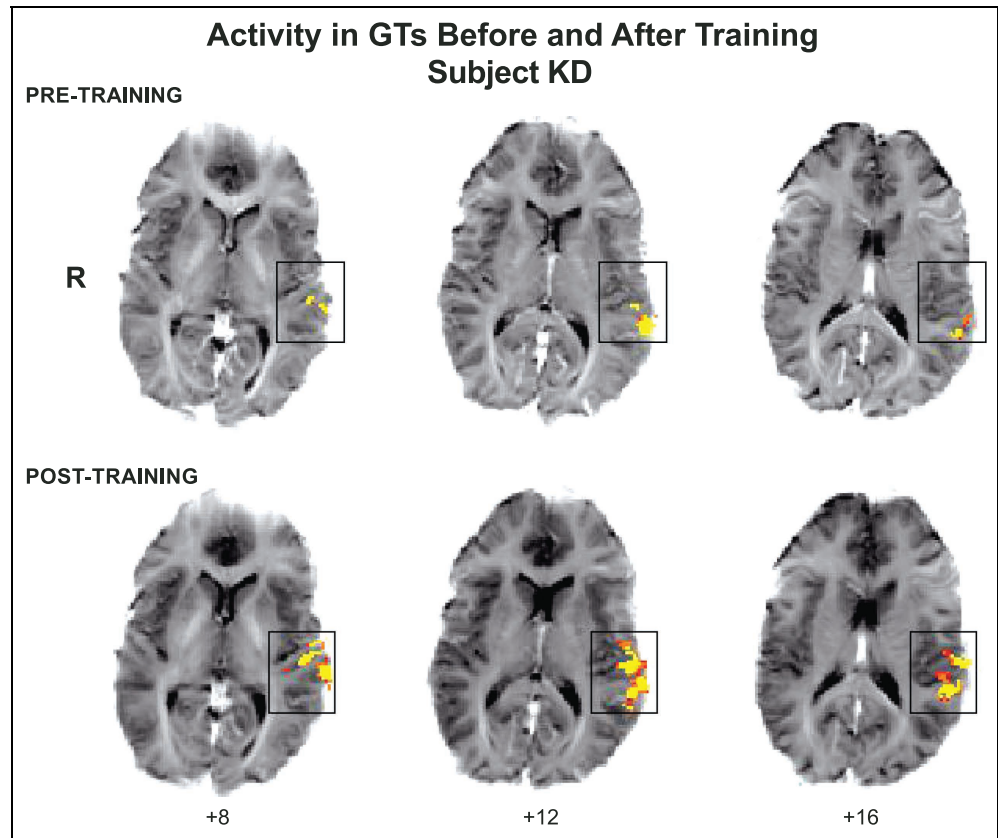 Activity in GTs Before and After Training
Subject KD
PRE-TRAINING
R
POST-TRAINING
+8
+12
+16